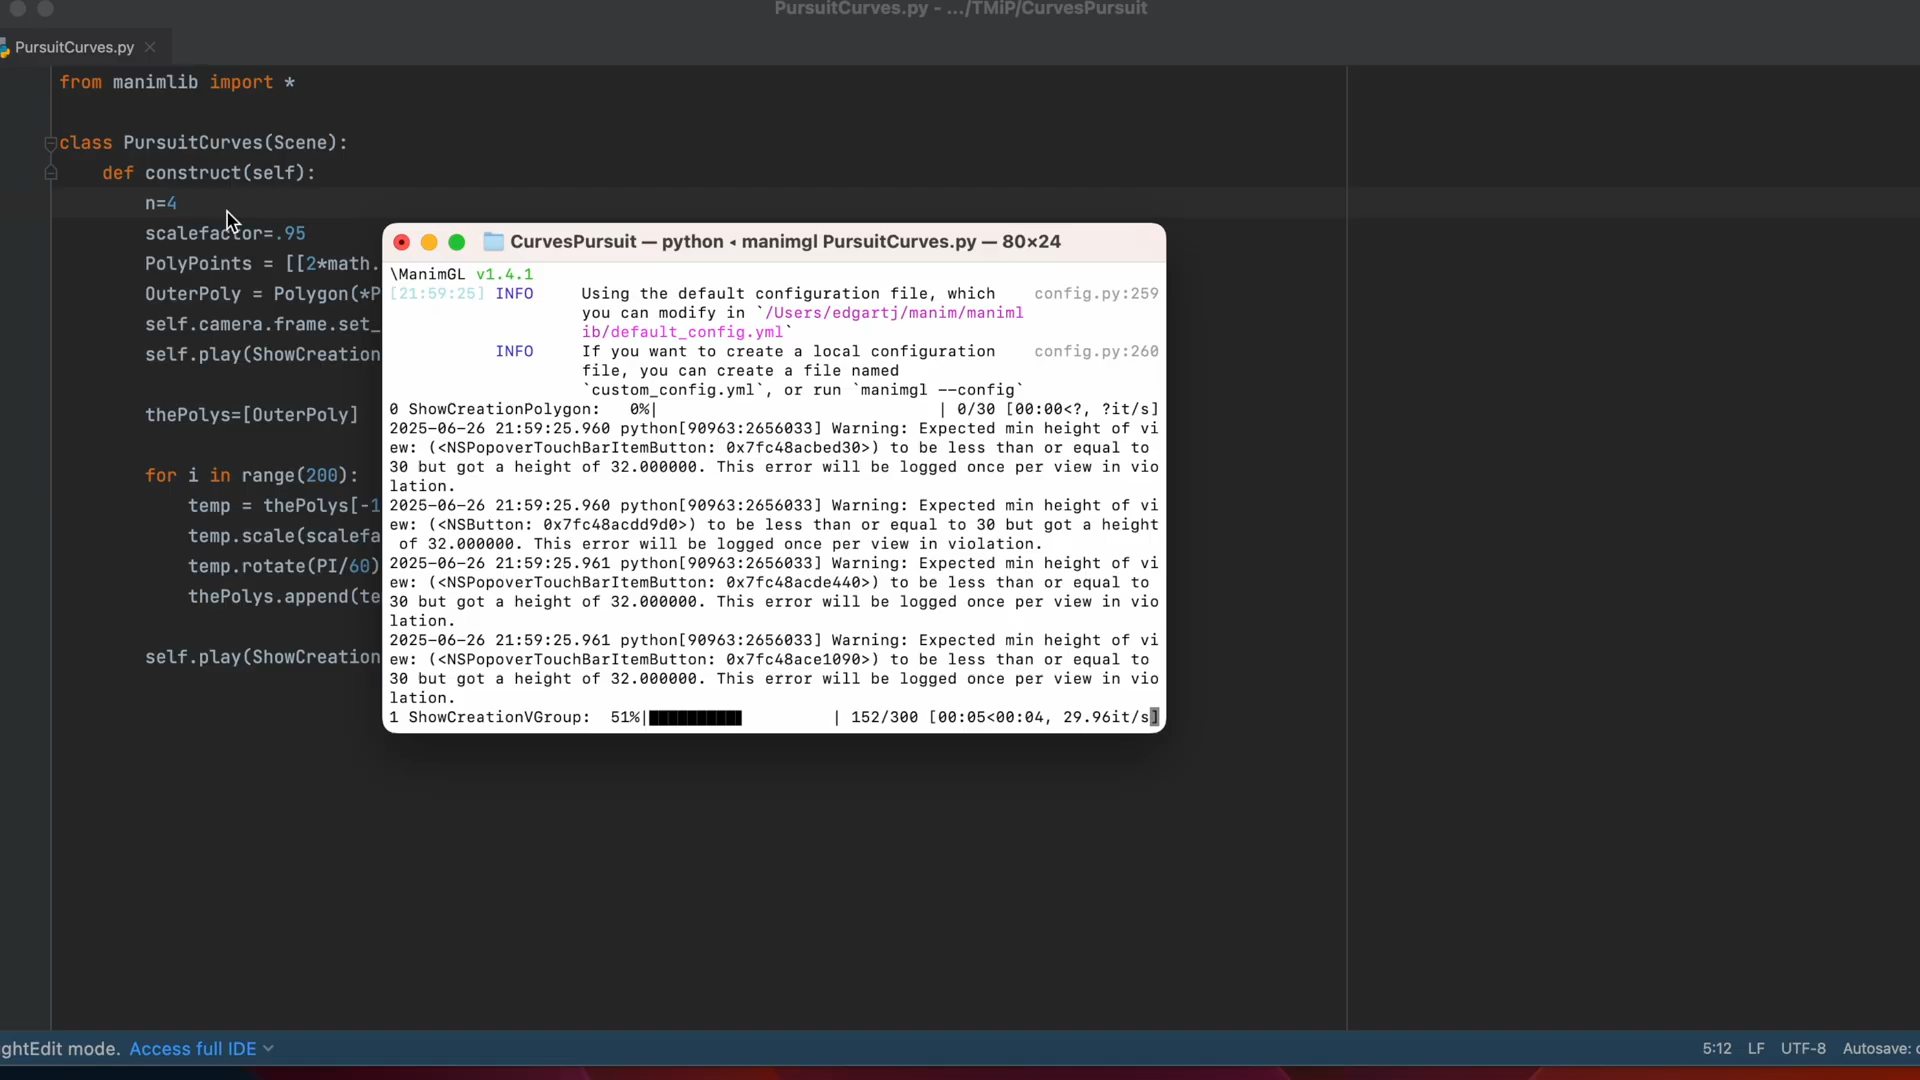 PursuitCurves.py - .../TMiP/CurvesPursuit
PursuitCurves.py
from manimlib import *
class PursuitCurves(Scene):
def construct(self):
n=4
scalefactor=.95
PolyPoints = [[2*math.
OuterPoly = Polygon(*P
self.camera.frame.set_
self.play(ShowCreation
thePolys=[OuterPoly]
for i in range(200):
temp = thePolys[-1
temp.scale(scalefa
temp.rotate(PI/60)
thePolys.append(te
self.play(ShowCreation
CurvesPursuit — python ◂ manimgl PursuitCurves.py — 80×24
\ManimGL v1.4.1
[21:59:25] INFO Using the default configuration file, which config.py:259
you can modify in `/Users/edgartj/manim/maniml
ib/default_config.yml`
INFO If you want to create a local configuration config.py:260
file, you can create a file named
`custom_config.yml`, or run `manimgl --config`
0 ShowCreationPolygon: 0%| | 0/30 [00:00<?, ?it/s]
2025-06-26 21:59:25.960 python[90963:2656033] Warning: Expected min height of vi
ew: (<NSPopoverTouchBarItemButton: 0x7fc48acbed30>) to be less than or equal to
30 but got a height of 32.000000. This error will be logged once per view in vio
lation.
2025-06-26 21:59:25.960 python[90963:2656033] Warning: Expected min height of vi
ew: (<NSButton: 0x7fc48acdd9d0>) to be less than or equal to 30 but got a height
of 32.000000. This error will be logged once per view in violation.
2025-06-26 21:59:25.961 python[90963:2656033] Warning: Expected min height of vi
ew: (<NSPopoverTouchBarItemButton: 0x7fc48acde440>) to be less than or equal to
30 but got a height of 32.000000. This error will be logged once per view in vio
lation.
2025-06-26 21:59:25.961 python[90963:2656033] Warning: Expected min height of vi
ew: (<NSPopoverTouchBarItemButton: 0x7fc48ace1090>) to be less than or equal to
30 but got a height of 32.000000. This error will be logged once per view in vio
lation.
1 ShowCreationVGroup: 51%|██████████ | 152/300 [00:05<00:04, 29.96it/s]
ghtEdit mode. Access full IDE
5:12 LF UTF-8 Autosave: